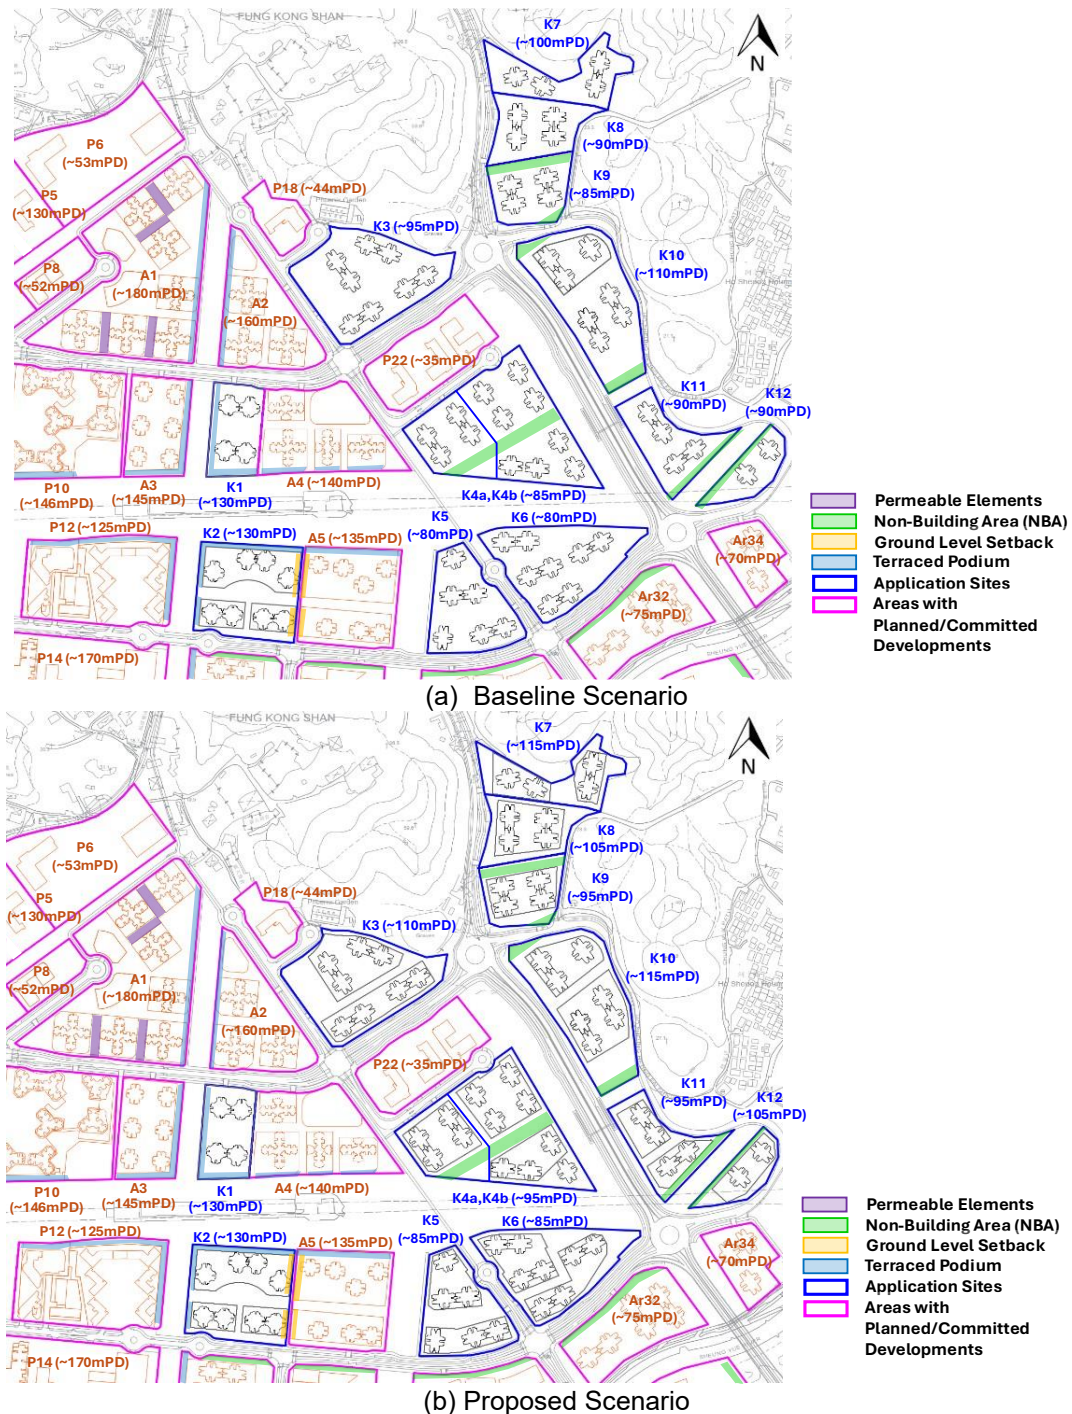 FUNG KONG SHAN
K7
(~100mPD)
N
P6
(~53mPD)
K8
(~90mPD)
P18 (~44mPD)
K9
(~85mPD)
P5
(~130mPD)
Phoenix Garden
K3 (~95mPD)
K10
(~110mPD)
P8
(~52mPD)
A1
(~180mPD)
A2
(~160mPD)
P22 (~35mPD)
K11
(~90mPD)
K12
(~90mPD)
P10
(~146mPD)
A3
(~145mPD)
K1
(~130mPD)
A4 (~140mPD)
K4a,K4b (~85mPD)
P12 (~125mPD)
K2 (~130mPD)
A5 (~135mPD)
K5
(~80mPD)
K6 (~80mPD)
Ar34
(~70mPD)
Ar32
(~75mPD)
P14 (~170mPD)
Permeable Elements
Non-Building Area (NBA)
Ground Level Setback
Terraced Podium
Application Sites
Areas with
Planned/Committed
Developments
(a) Baseline Scenario
FUNG KONG SHAN
K7
(~115mPD)
N
P6
(~53mPD)
K8
(~105mPD)
P18 (~44mPD)
K9
(~95mPD)
P5
(~130mPD)
K3 (~110mPD)
K10
(~115mPD)
P8
(~52mPD)
A1
(~180mPD)
A2
(~160mPD)
P22 (~35mPD)
K11
(~95mPD)
K12
(~105mPD)
P10
(~146mPD)
A3
(~145mPD)
K1
(~130mPD)
A4 (~140mPD)
K4a,K4b (~95mPD)
P12 (~125mPD)
K2 (~130mPD)
A5 (~135mPD)
K5
(~85mPD)
K6 (~85mPD)
Ar34
(~70mPD)
Ar32
(~75mPD)
P14 (~170mPD)
Permeable Elements
Non-Building Area (NBA)
Ground Level Setback
Terraced Podium
Application Sites
Areas with
Planned/Committed
Developments
(b) Proposed Scenario